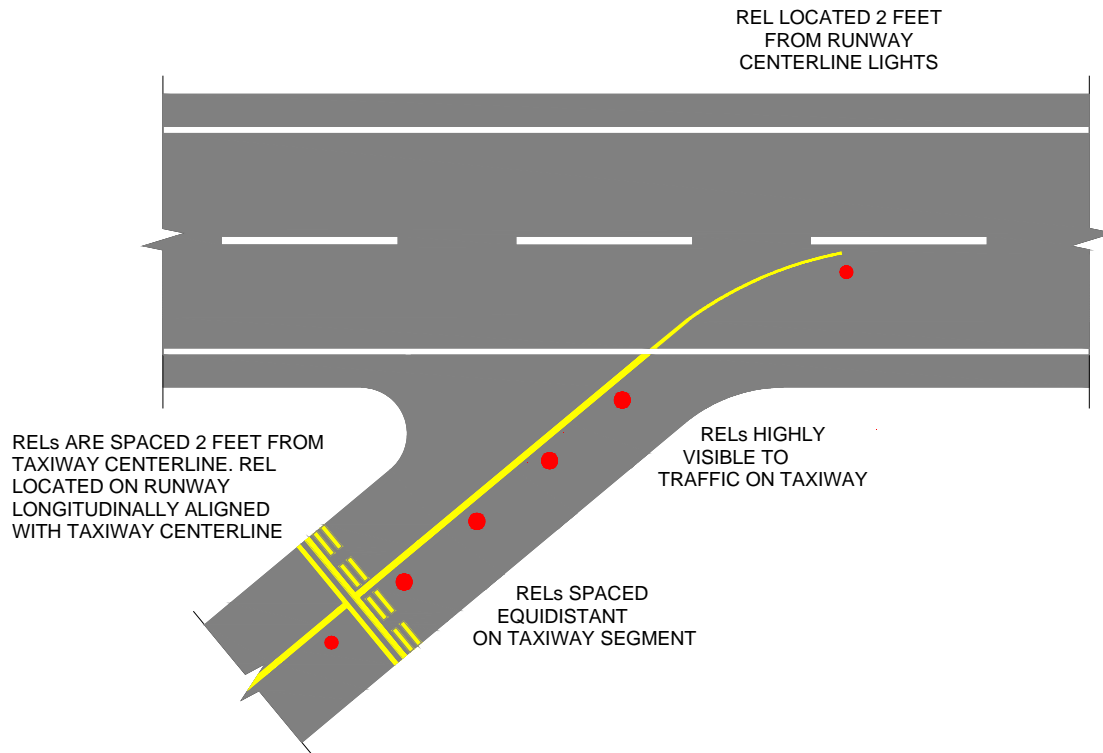 REL LOCATED 2 FEET
FROM RUNWAY
CENTERLINE LIGHTS
RELs ARE SPACED 2 FEET FROM
TAXIWAY CENTERLINE. REL
LOCATED ON RUNWAY
LONGITUDINALLY ALIGNED
WITH TAXIWAY CENTERLINE
RELs HIGHLY
VISIBLE TO
TRAFFIC ON TAXIWAY
RELs SPACED
EQUIDISTANT
ON TAXIWAY SEGMENT